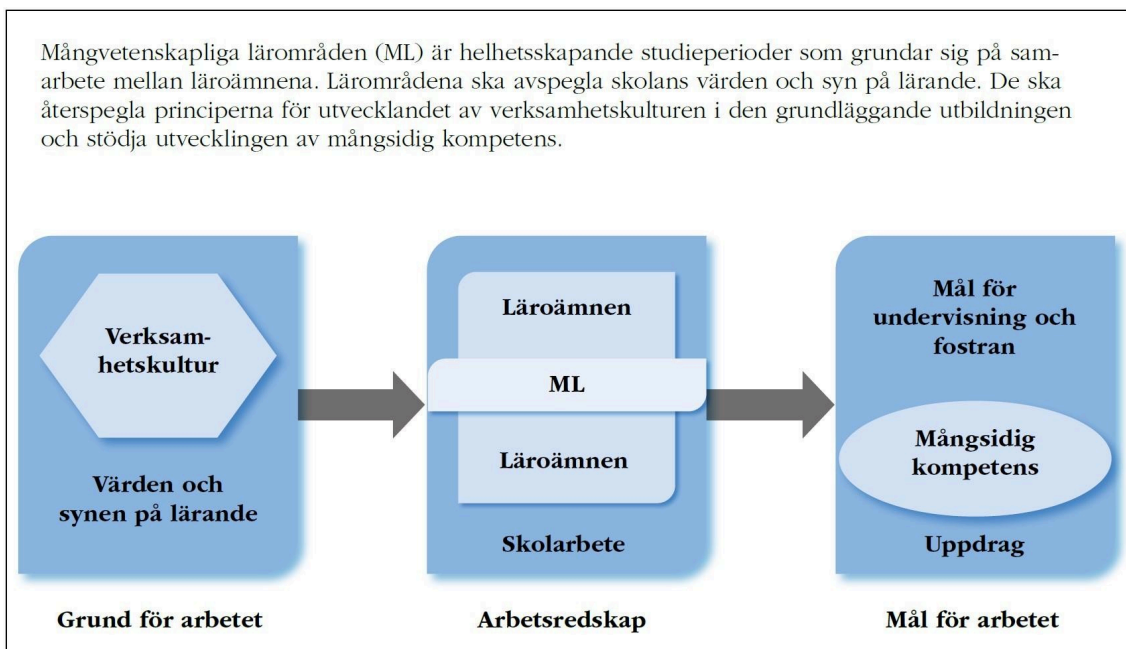 Mångvetenskapliga lärområden (ML) är helhetsskapande studieperioder som grundar sig på sam-
arbete mellan läroämnena. Lärområdena ska avspegla skolans värden och syn på lärande. De ska
återspegla principerna för utvecklandet av verksamhetskulturen i den grundläggande utbildningen
och stödja utvecklingen av mångsidig kompetens.
Verksam-
hetskultur
Värden och
synen på lärande
Grund för arbetet
Läroämnen
ML
Läroämnen
Skolarbete
Arbetsredskap
Mål för
undervisning och
fostran
Mångsidig
kompetens
Uppdrag
Mål för arbetet